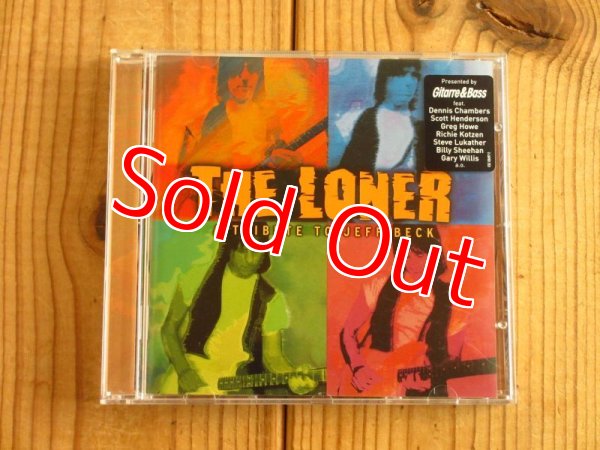 Presented by
Gitarre&Bass
feat.
Dennis Chambers
Scott Henderson
Greg Howe
Richie Kotzen
Steve Lukather
Billy Sheehan
Gary Willis
a.o.
THE LONER
TRIBUTE TO JEFF BECK
Sold Out